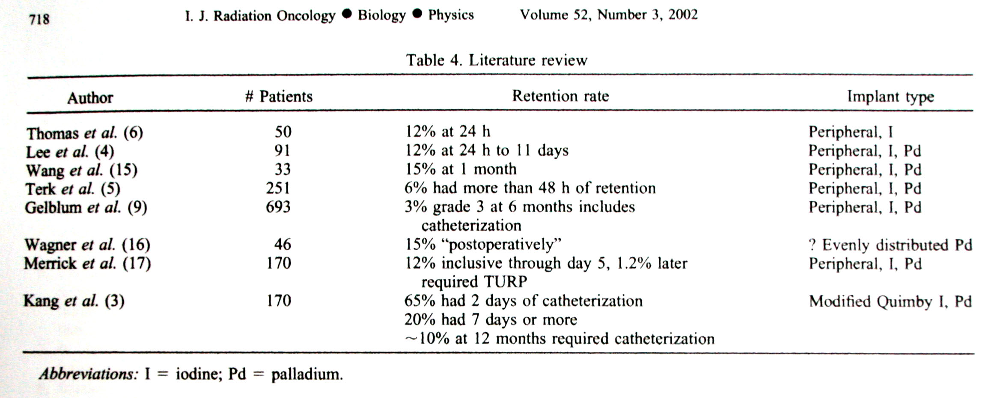 718 I. J. Radiation Oncology ● Biology ● Physics Volume 52, Number 3, 2002
Table 4. Literature review
Author # Patients Retention rate Implant type
Thomas et al. (6) 50 12% at 24 h Peripheral, I
Lee et al. (4) 91 12% at 24 h to 11 days Peripheral, I, Pd
Wang et al. (15) 33 15% at 1 month Peripheral, I, Pd
Terk et al. (5) 251 6% had more than 48 h of retention Peripheral, I, Pd
Gelblum et al. (9) 693 3% grade 3 at 6 months includes Peripheral, I, Pd
catheterization
Wagner et al. (16) 46 15% “postoperatively” ? Evenly distributed Pd
Merrick et al. (17) 170 12% inclusive through day 5, 1.2% later Peripheral, I, Pd
required TURP
Kang et al. (3) 170 65% had 2 days of catheterization Modified Quimby I, Pd
20% had 7 days or more
~10% at 12 months required catheterization
Abbreviations: I = iodine; Pd = palladium.